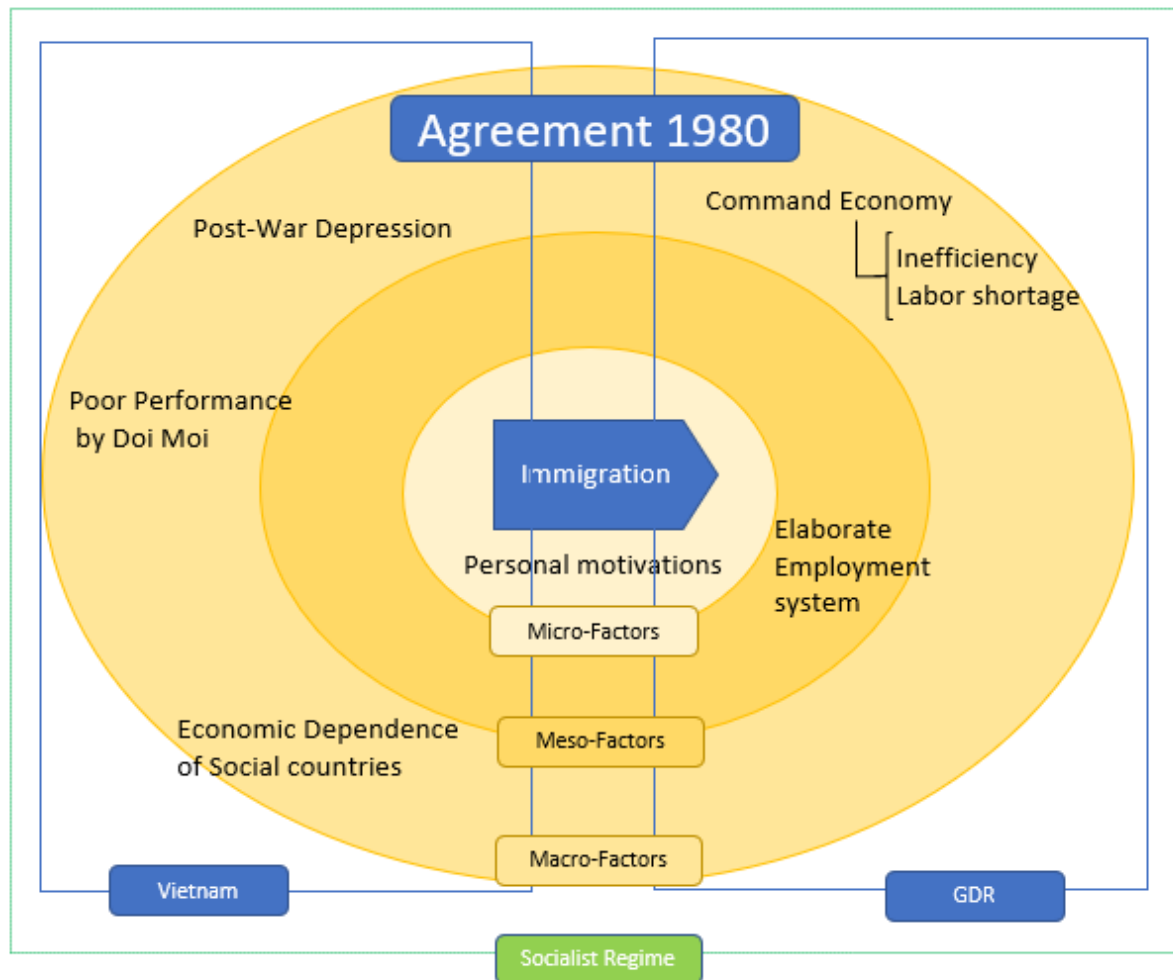 Agreement 1980
Command Economy
Post-War Depression
Inefficiency
Labor shortage
Poor Performance
by Doi Moi
Immigration
Elaborate
Employment
system
Personal motivations
Micro-Factors
Economic Dependence
of Social countries
Meso-Factors
Macro-Factors
Vietnam
GDR
Socialist Regime